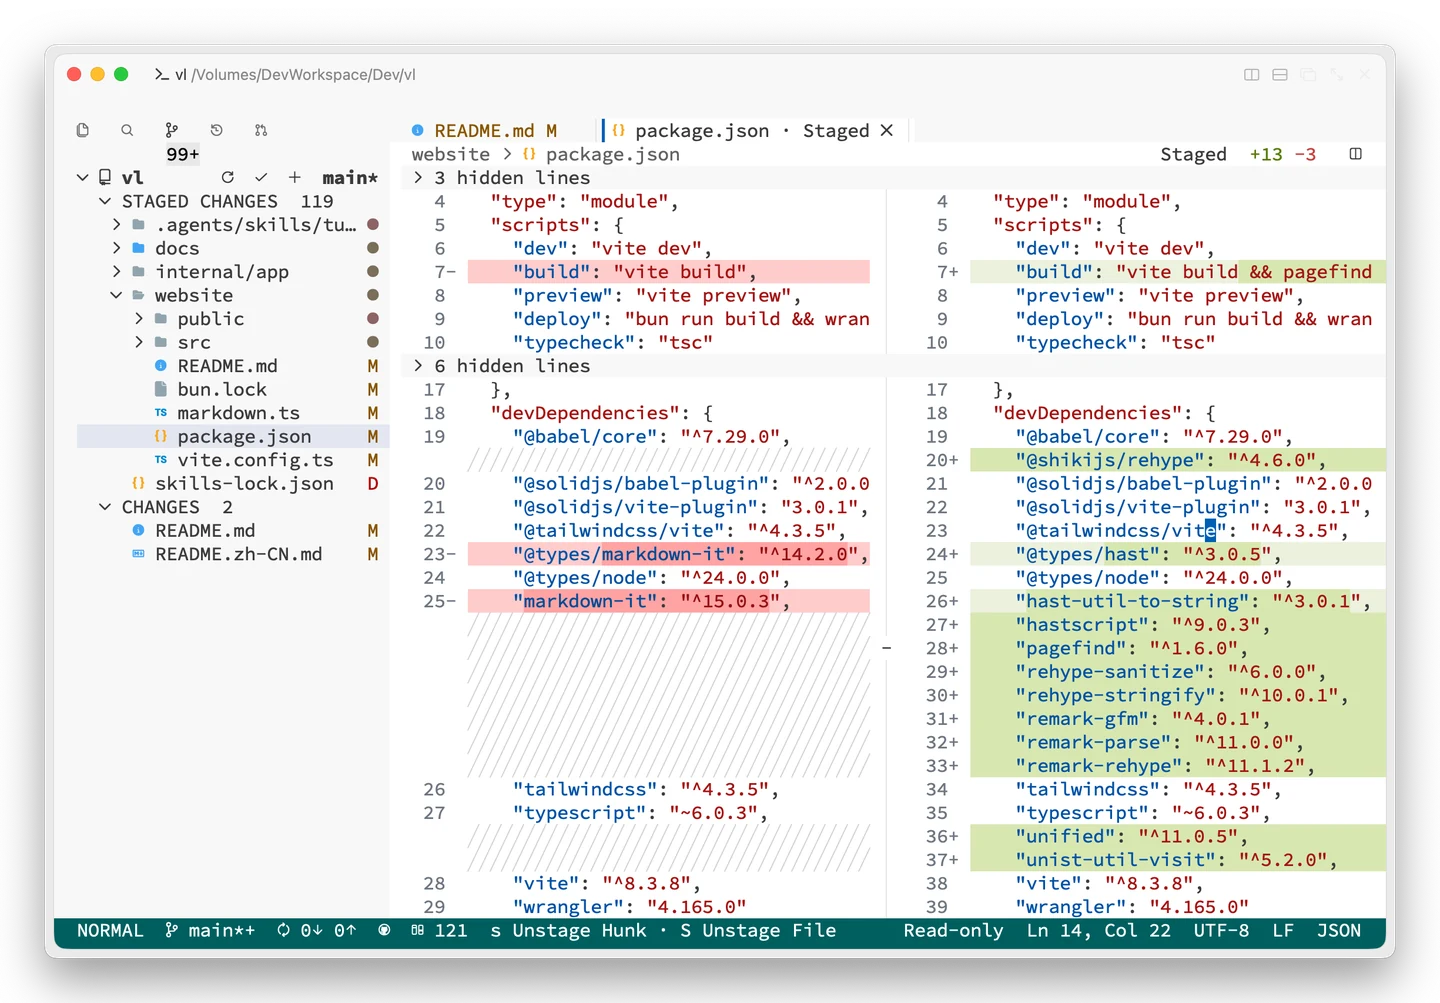 vl /Volumes/DevWorkspace/Dev/vl
README.md M
{} package.json · Staged
99+
website > {} package.json
Staged +13 -3
vl main*
STAGED CHANGES 119
.agents/skills/tu…
docs
internal/app
website
public
src
README.md M
bun.lock M
TS markdown.ts M
{} package.json M
TS vite.config.ts M
{} skills-lock.json D
CHANGES 2
README.md M
README.zh-CN.md M
3 hidden lines
4 "type": "module",
5 "scripts": {
6 "dev": "vite dev",
7- "build": "vite build",
8 "preview": "vite preview",
9 "deploy": "bun run build && wran
10 "typecheck": "tsc"
6 hidden lines
17 },
18 "devDependencies": {
19 "@babel/core": "^7.29.0",
20 "@solidjs/babel-plugin": "^2.0.0
21 "@solidjs/vite-plugin": "3.0.1",
22 "@tailwindcss/vite": "^4.3.5",
23- "@types/markdown-it": "^14.2.0",
24 "@types/node": "^24.0.0",
25- "markdown-it": "^15.0.3",
26 "tailwindcss": "^4.3.5",
27 "typescript": "~6.0.3",
28 "vite": "^8.3.8",
29 "wrangler": "4.165.0"
4 "type": "module",
5 "scripts": {
6 "dev": "vite dev",
7+ "build": "vite build && pagefind
8 "preview": "vite preview",
9 "deploy": "bun run build && wran
10 "typecheck": "tsc"
17 },
18 "devDependencies": {
19 "@babel/core": "^7.29.0",
20+ "@shikijs/rehype": "^4.6.0",
21 "@solidjs/babel-plugin": "^2.0.0
22 "@solidjs/vite-plugin": "3.0.1",
23 "@tailwindcss/vite": "^4.3.5",
24+ "@types/hast": "^3.0.5",
25 "@types/node": "^24.0.0",
26+ "hast-util-to-string": "^3.0.1",
27+ "hastscript": "^9.0.3",
28+ "pagefind": "^1.6.0",
29+ "rehype-sanitize": "^6.0.0",
30+ "rehype-stringify": "^10.0.1",
31+ "remark-gfm": "^4.0.1",
32+ "remark-parse": "^11.0.0",
33+ "remark-rehype": "^11.1.2",
34 "tailwindcss": "^4.3.5",
35 "typescript": "~6.0.3",
36+ "unified": "^11.0.5",
37+ "unist-util-visit": "^5.2.0",
38 "vite": "^8.3.8",
39 "wrangler": "4.165.0"
NORMAL main*+ 0↓ 0↑ 121 s Unstage Hunk · S Unstage File Read-only Ln 14, Col 22 UTF-8 LF JSON